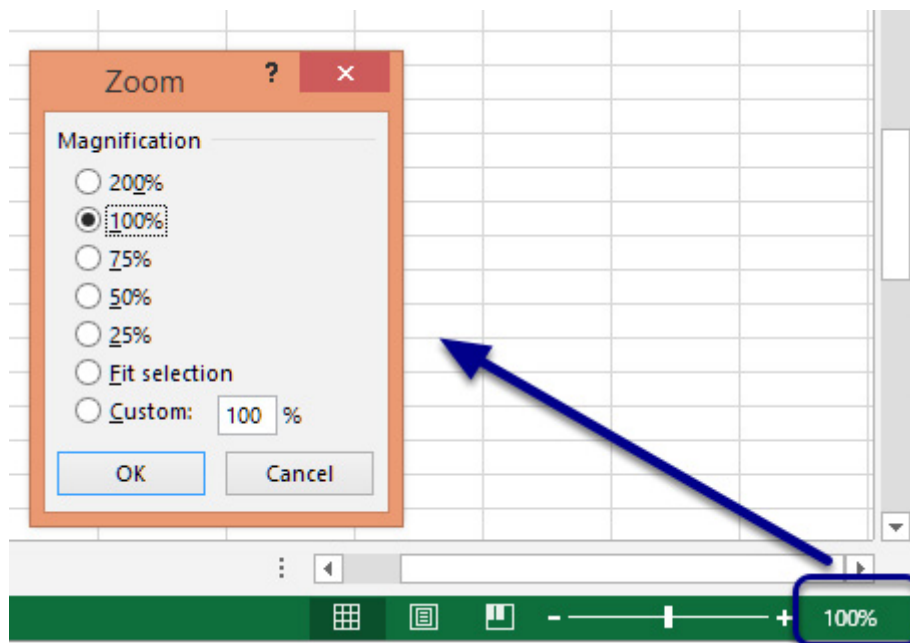 Zoom ? ×
Magnification
200%
100%
75%
50%
25%
Fit selection
Custom: 100 %
OK Cancel
- + 100%